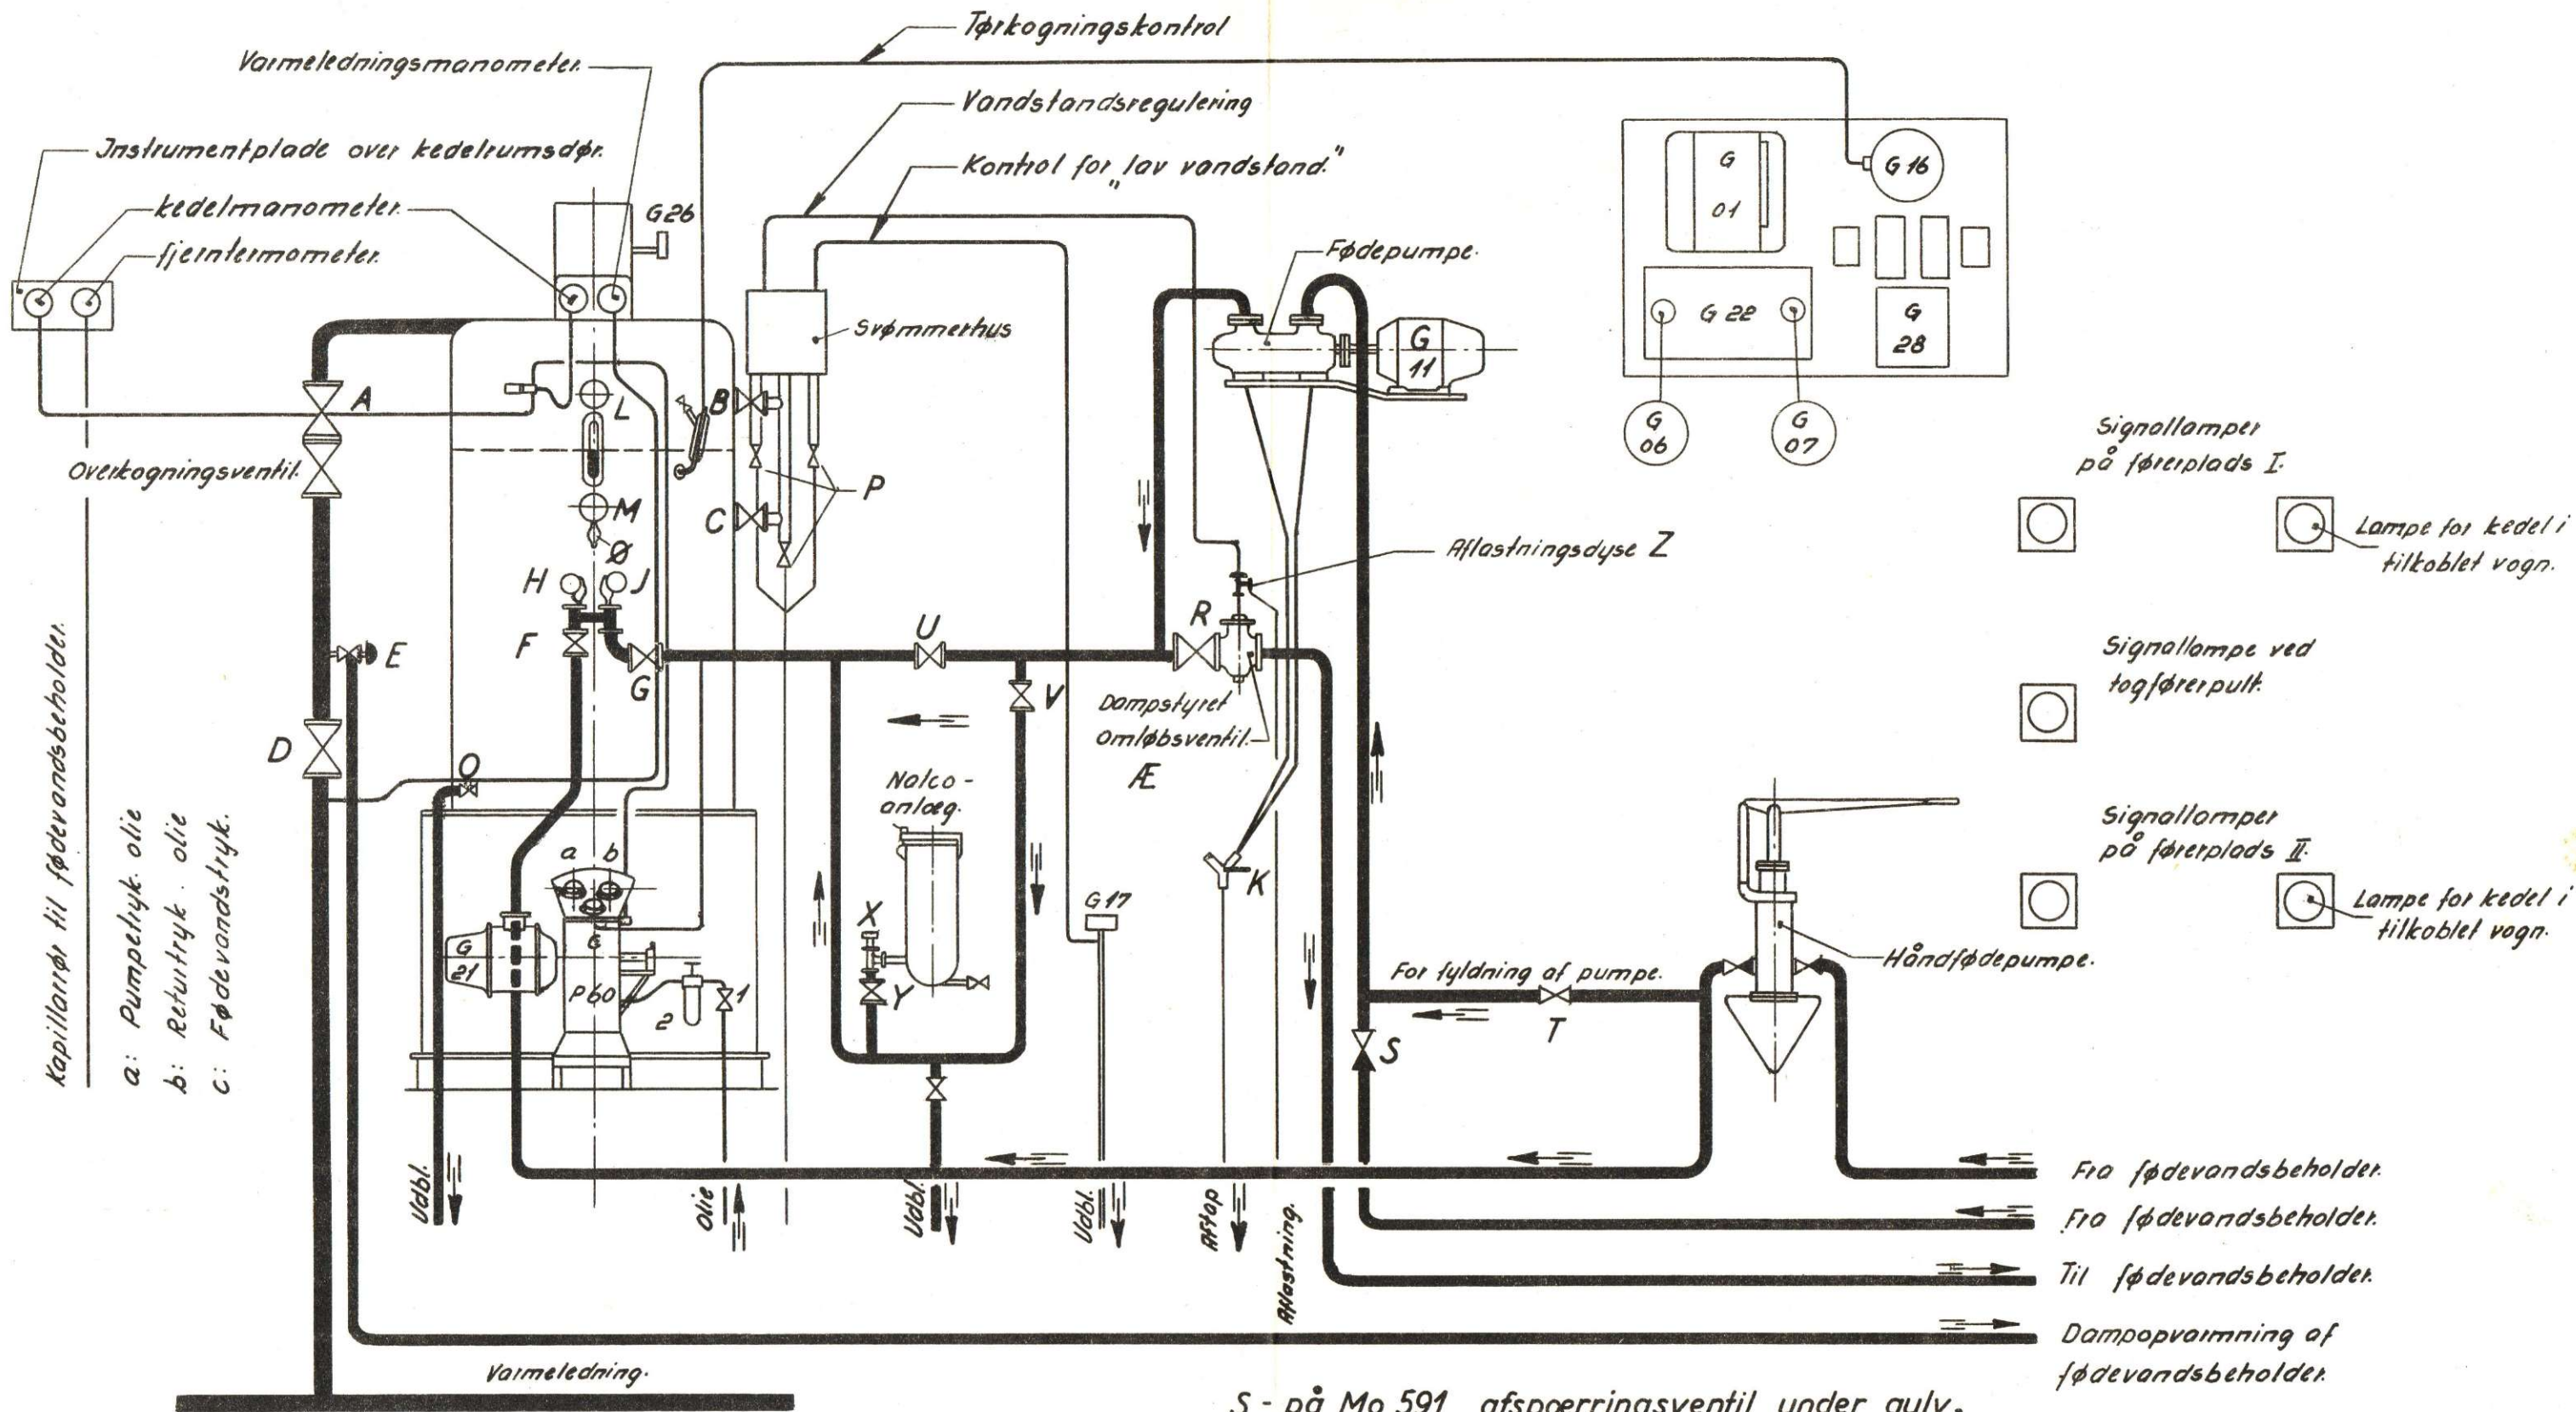 Tørkogningskontrol
Varmeledningsmanometer.
Vandstandsregulering
Instrumentplade over kedelrumsdør.
Kontrol for „lav vandstand."
kedelmanometer.
fjerntermometer.
G26
G
01
G16
Fødepumpe.
Svømmerhus
G
11
G 22
G
28
G
06
G
07
A
L
B
Overkogningsventil.
P
M
C
Ø
Signallamper
på førerplads I.
Lampe for kedel i
tilkoblet vogn.
H
J
Aflastningsdyse Z
F
U
R
E
G
V
Signallampe ved
togførerpult.
Dampstyret
omløbsventil.
Æ
D
O
Nalco-
anlæg.
Signallamper
på førerplads II.
Lampe for kedel i
tilkoblet vogn.
Kapillarrør til fødevandsbeholder.
a: Pumpetryk. olie
b: Returtryk. olie
c: Fødevandstryk.
a
b
c
K
G17
X
G
21
P60
2
1
Y
For fyldning af pumpe.
T
S
Håndfødepumpe.
Udbl.
Olie
Udbl.
Udbl.
Aftap
Aflastning.
Fra fødevandsbeholder.
Fra fødevandsbeholder.
Til fødevandsbeholder.
Dampopvarmning af
fødevandsbeholder.
Varmeledning.
S - på Mo 591 afspærringsventil under gulv.